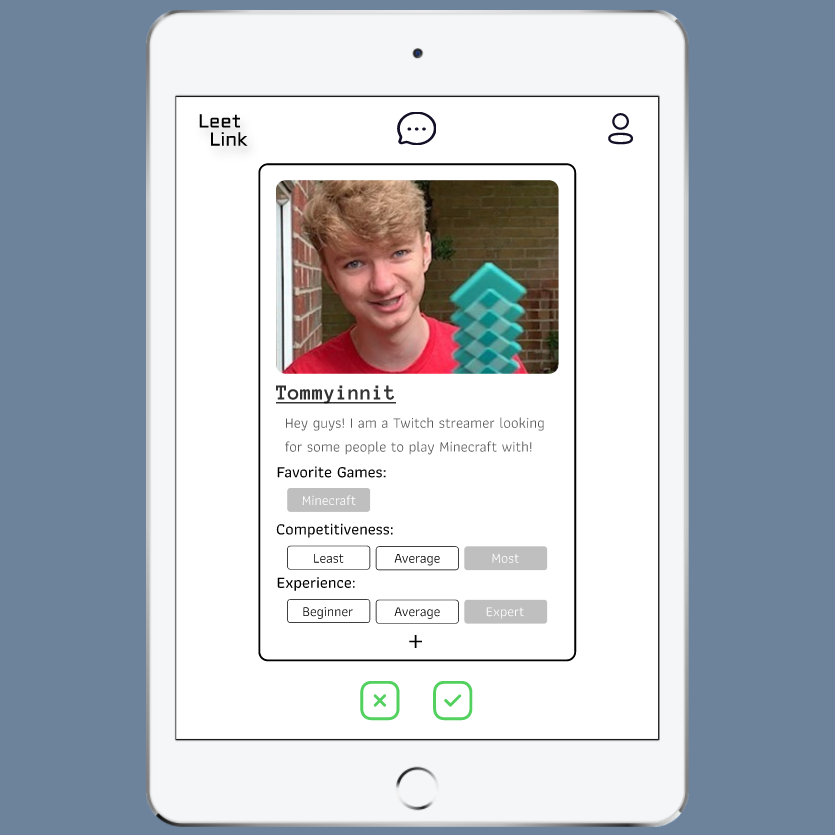 Leet
Link
Tommyinnit
Hey guys! I am a Twitch streamer looking
for some people to play Minecraft with!
Favorite Games:
Minecraft
Competitiveness:
Least Average Most
Experience:
Beginner Average Expert
+